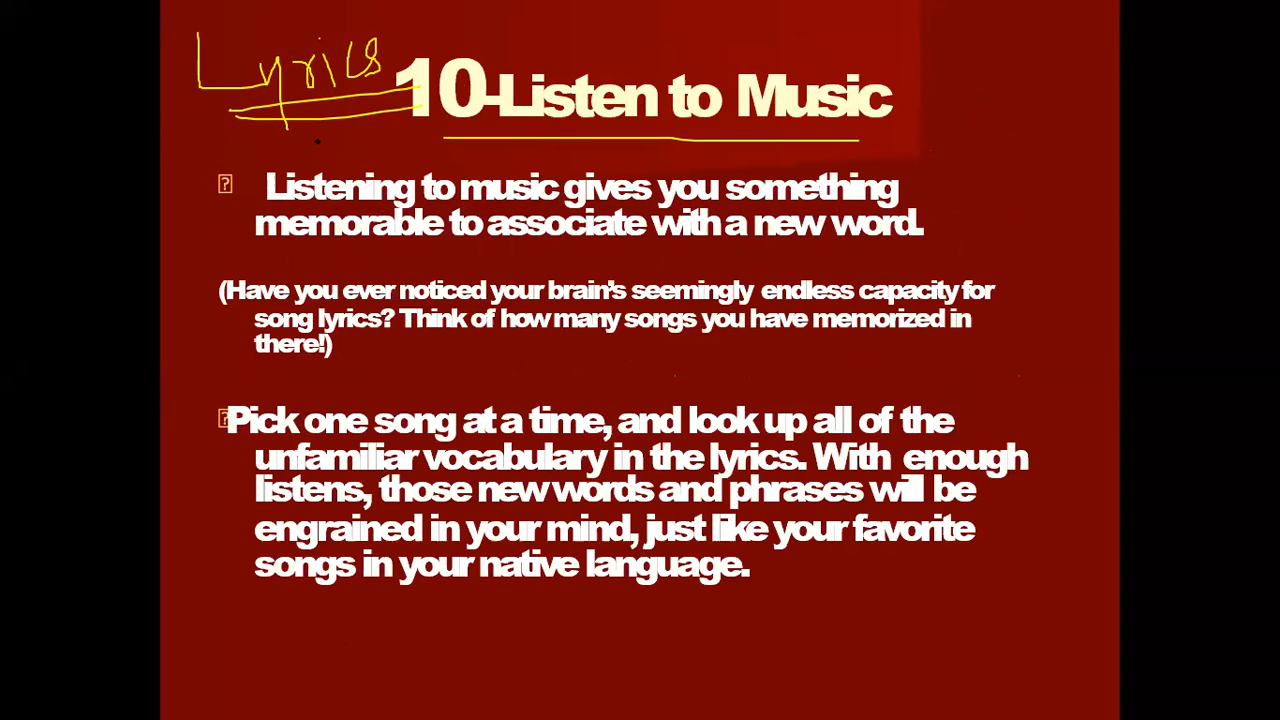 Lyrics
10-Listen to Music
Listening to music gives you something
memorable to associate with a new word.
(Have you ever noticed your brain's seemingly endless capacity for
song lyrics? Think of how many songs you have memorized in
there!)
Pick one song at a time, and look up all of the
unfamiliar vocabulary in the lyrics. With enough
listens, those new words and phrases will be
engrained in your mind, just like your favorite
songs in your native language.